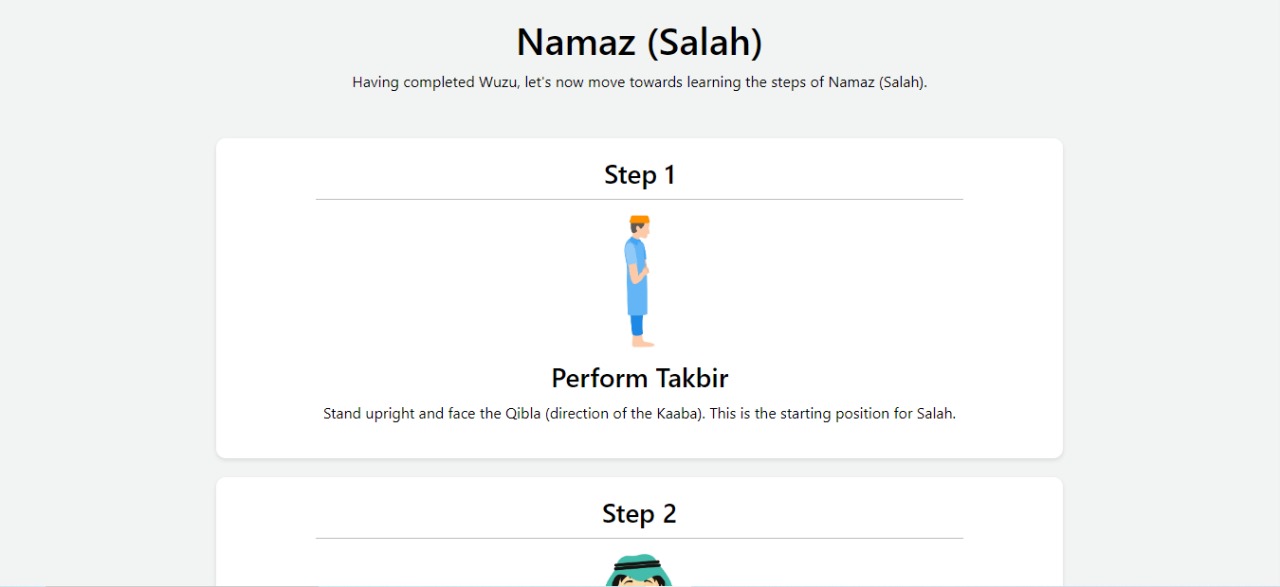 Namaz (Salah)
Having completed Wuzu, let's now move towards learning the steps of Namaz (Salah).
Step 1
Perform Takbir
Stand upright and face the Qibla (direction of the Kaaba). This is the starting position for Salah.
Step 2